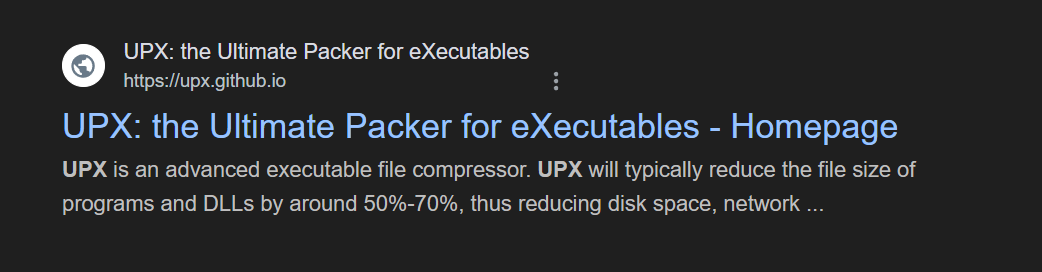 UPX: the Ultimate Packer for eXecutables
https://upx.github.io
UPX: the Ultimate Packer for eXecutables - Homepage
UPX is an advanced executable file compressor. UPX will typically reduce the file size of
programs and DLLs by around 50%-70%, thus reducing disk space, network ...